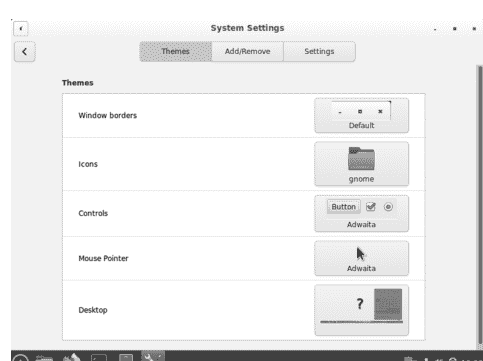 System Settings
Themes Add/Remove Settings
Themes
Window borders
Default
Icons
gnome
Controls
Button
Adwaita
Mouse Pointer
Adwaita
Desktop
?